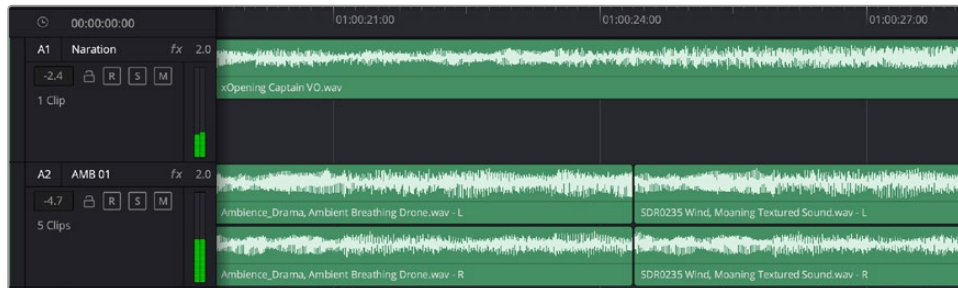 00:00:00:00 01:00:21:00 01:00:24:00 01:00:27:00
A1 Naration fx 2.0
-2.4 R S M
xOpening Captain VO.wav
1 Clip
A2 AMB 01 fx 2.0
-4.7 R S M
Ambience_Drama, Ambient Breathing Drone.wav - L SDR0235 Wind, Moaning Textured Sound.wav - L
5 Clips
Ambience_Drama, Ambient Breathing Drone.wav - R SDR0235 Wind, Moaning Textured Sound.wav - R